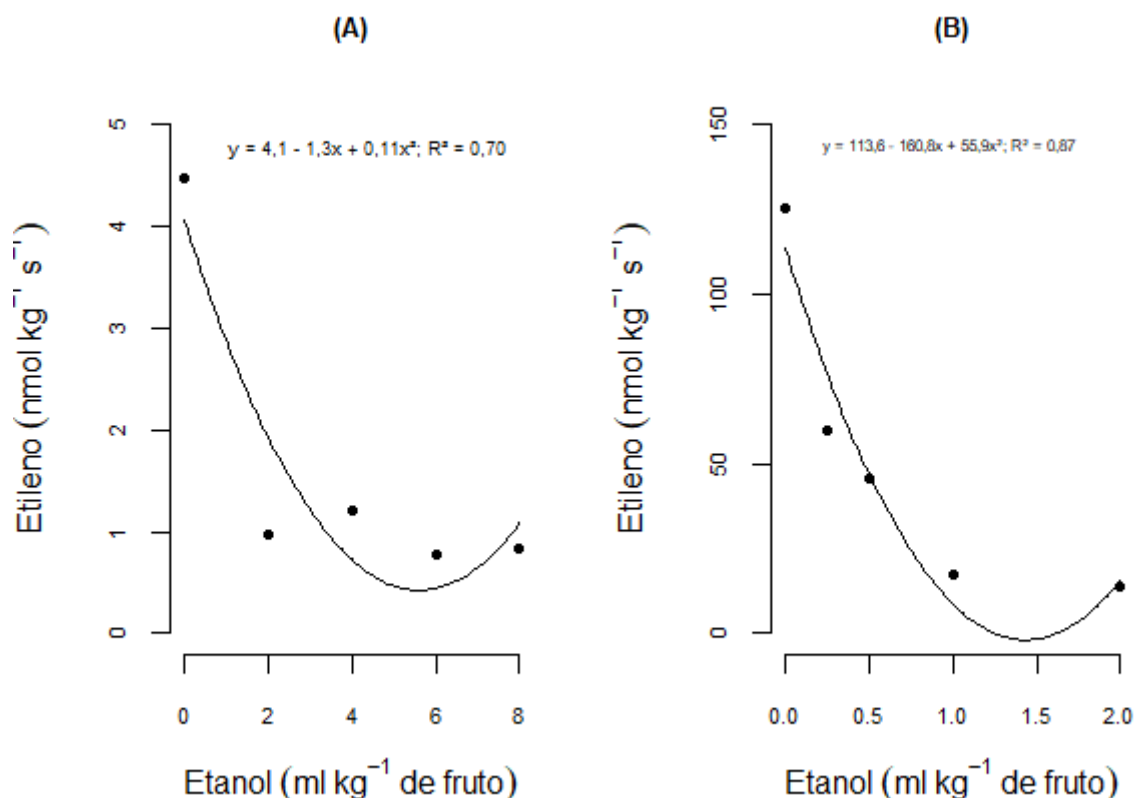 (A)
5
4
3
2
1
0
y = 4,1 - 1,3x + 0,11x²; R² = 0,70
Etileno (nmol kg⁻¹ s⁻¹)
0 2 4 6 8
Etanol (ml kg⁻¹ de fruto)
(B)
150
100
50
0
y = 113,6 - 160,8x + 55,9x²; R² = 0,87
Etileno (nmol kg⁻¹ s⁻¹)
0.0 0.5 1.0 1.5 2.0
Etanol (ml kg⁻¹ de fruto)